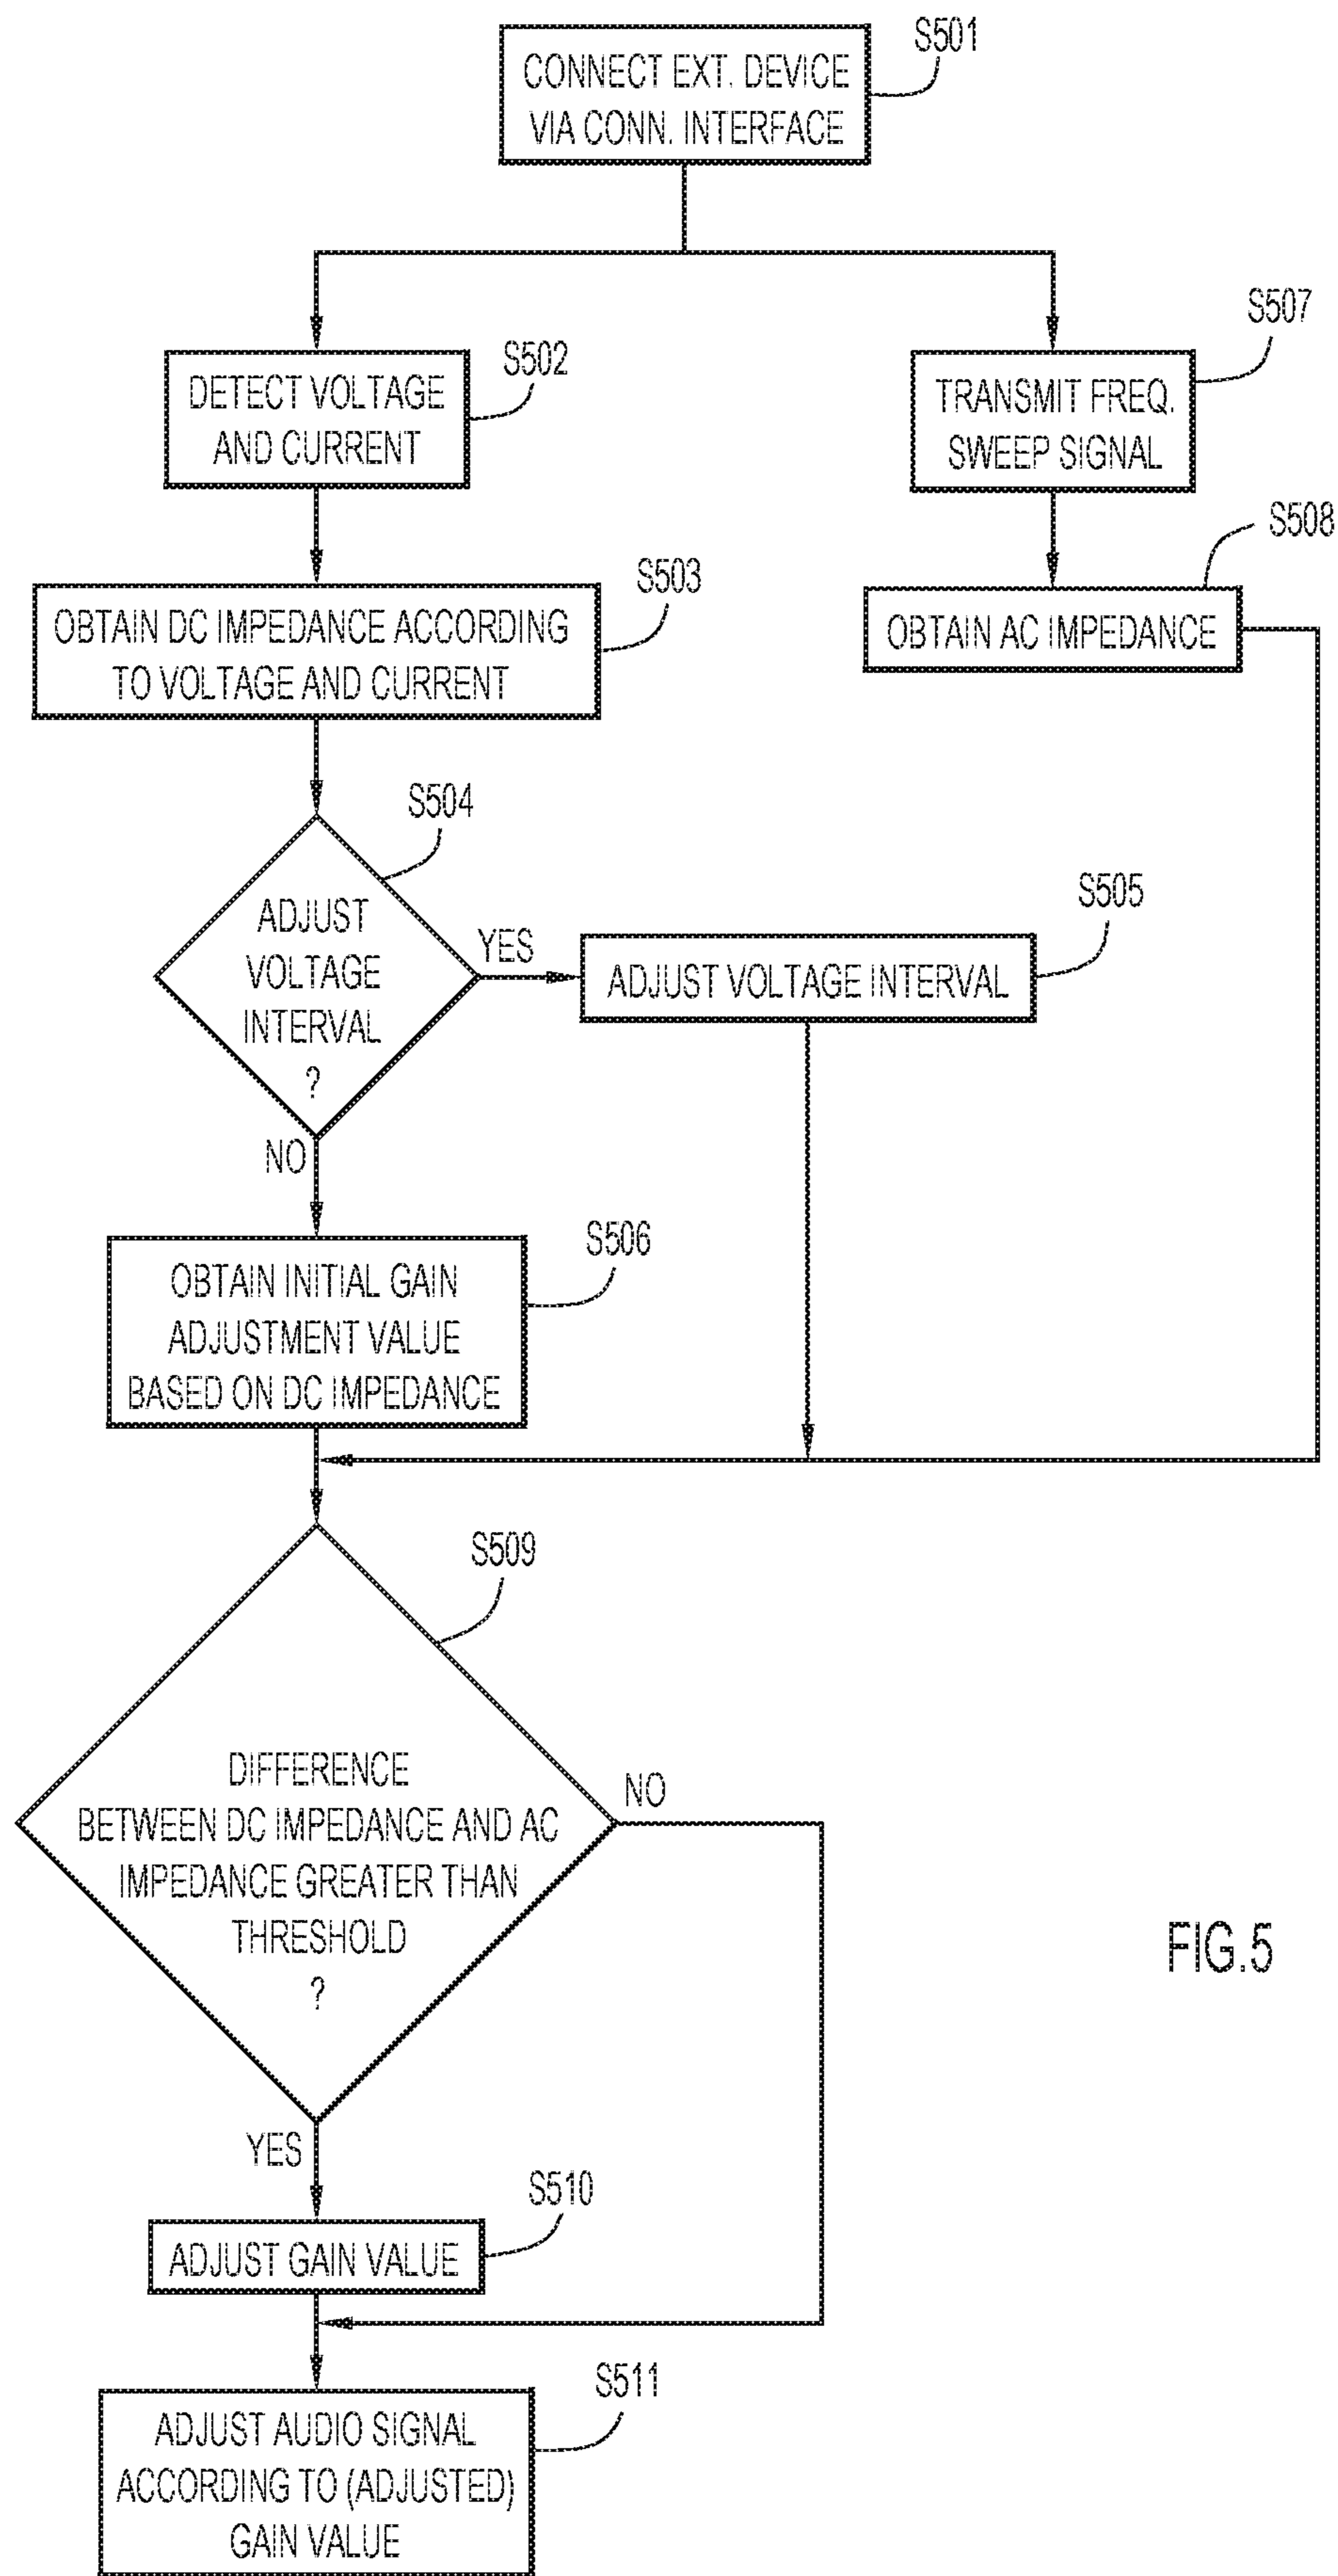 S501
CONNECT EXT. DEVICE
VIA CONN. INTERFACE
S502
DETECT VOLTAGE
AND CURRENT
S507
TRANSMIT FREQ.
SWEEP SIGNAL
S503
OBTAIN DC IMPEDANCE ACCORDING
TO VOLTAGE AND CURRENT
S508
OBTAIN AC IMPEDANCE
S504
ADJUST
VOLTAGE
INTERVAL
?
YES
S505
ADJUST VOLTAGE INTERVAL
NO
S506
OBTAIN INITIAL GAIN
ADJUSTMENT VALUE
BASED ON DC IMPEDANCE
S509
DIFFERENCE
BETWEEN DC IMPEDANCE AND AC
IMPEDANCE GREATER THAN
THRESHOLD
?
NO
YES
S510
ADJUST GAIN VALUE
S511
ADJUST AUDIO SIGNAL
ACCORDING TO (ADJUSTED)
GAIN VALUE
FIG.5